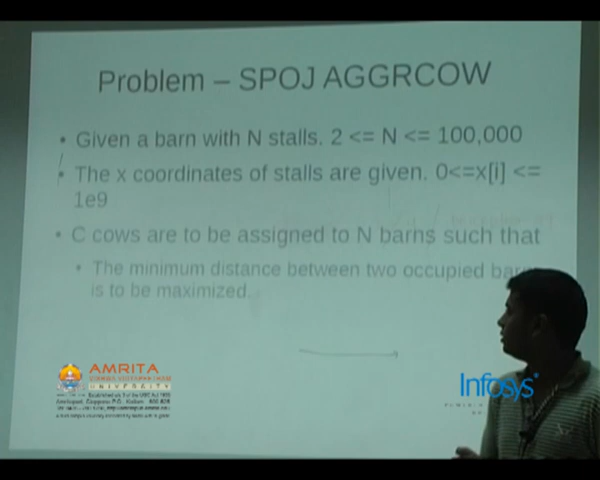 Problem – SPOJ AGGRCOW
• Given a barn with N stalls. 2 <= N <= 100,000
• The x coordinates of stalls are given. 0<=x[i] <=
1e9
• C cows are to be assigned to N barns such that
• The minimum distance between two occupied
is to be maximized.
AMRITA
UNIVERSITY
Infosys